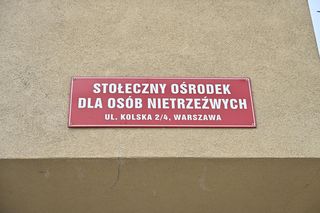 STOŁECZNY OŚRODEK
DLA OSÓB NIETRZEŹWYCH
UL. KOLSKA 2/4, WARSZAWA